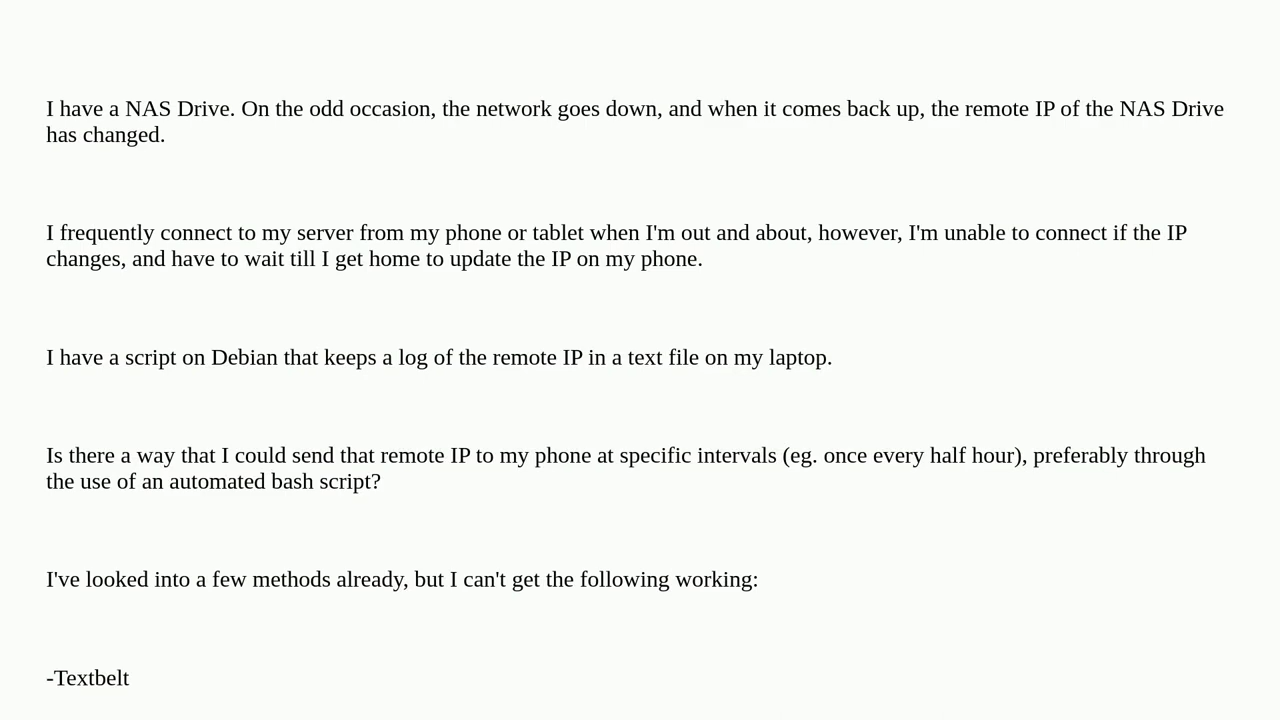 I have a NAS Drive. On the odd occasion, the network goes down, and when it comes back up, the remote IP of the NAS Drive
has changed.
I frequently connect to my server from my phone or tablet when I'm out and about, however, I'm unable to connect if the IP
changes, and have to wait till I get home to update the IP on my phone.
I have a script on Debian that keeps a log of the remote IP in a text file on my laptop.
Is there a way that I could send that remote IP to my phone at specific intervals (eg. once every half hour), preferably through
the use of an automated bash script?
I've looked into a few methods already, but I can't get the following working:
-Textbelt